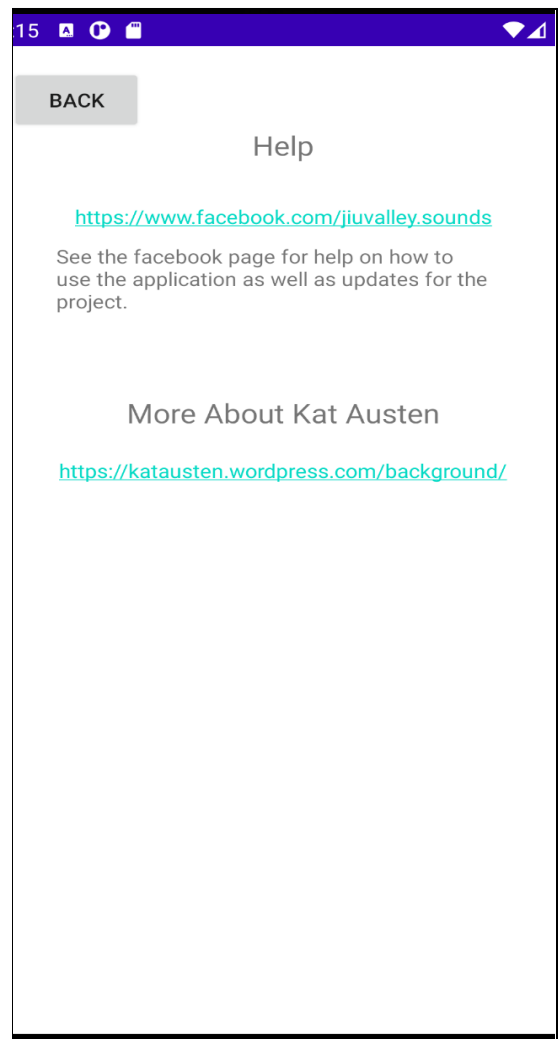 :15
BACK
Help
https://www.facebook.com/jiuvalley.sounds
See the facebook page for help on how to
use the application as well as updates for the
project.
More About Kat Austen
https://katausten.wordpress.com/background/